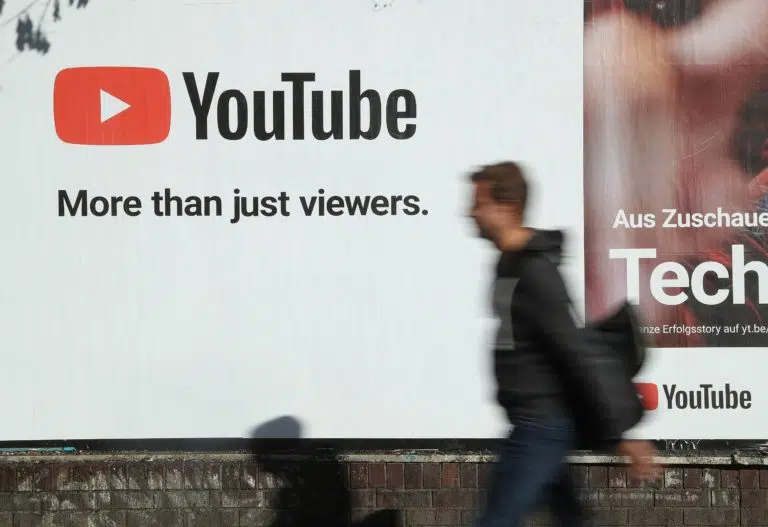 YouTube
More than just viewers.
Aus Zuschaue
Tech
anze Erfolgsstory auf yt.be/
YouTube